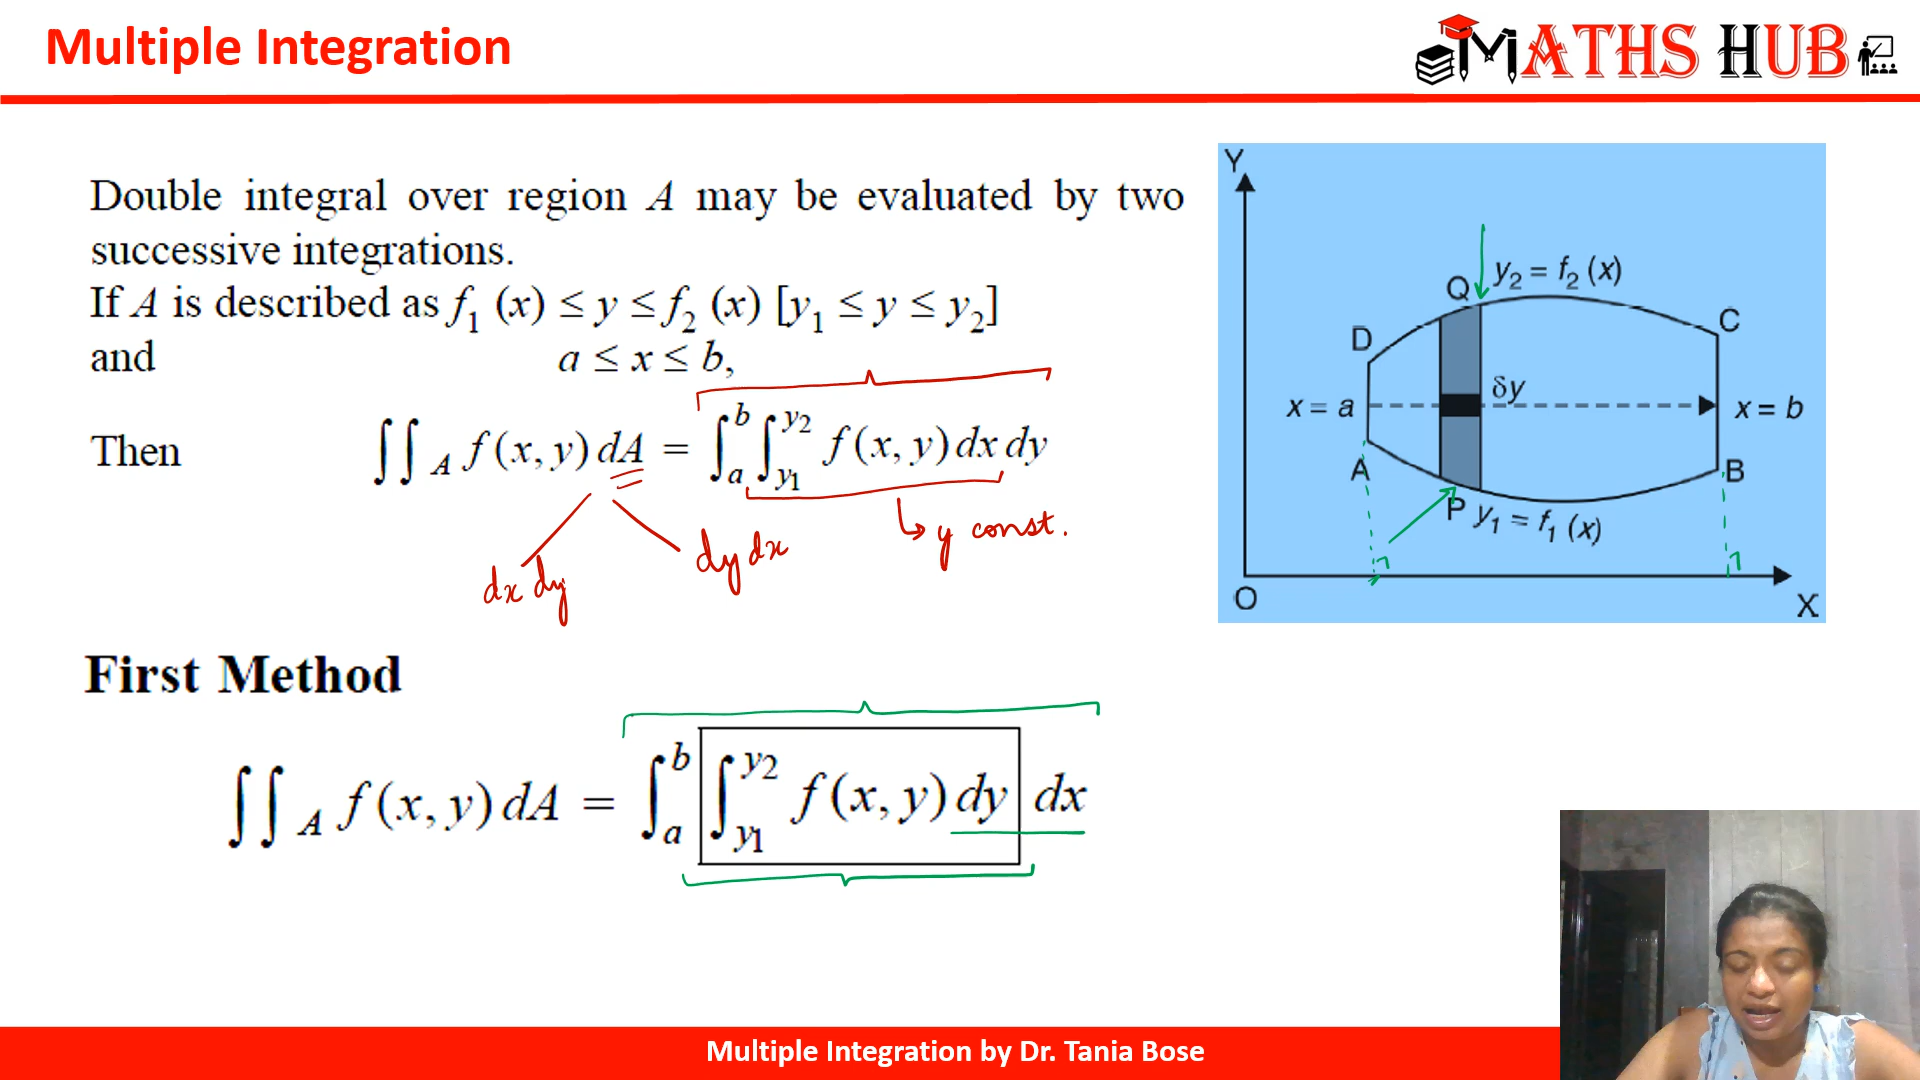 Multiple Integration
MATHS HUB
Double integral over region A may be evaluated by two
successive integrations.
If A is described as f₁ (x) ≤ y ≤ f₂ (x) [y₁ ≤ y ≤ y₂]
and a ≤ x ≤ b,
Then ∬_A f(x, y) dA = ∫_a^b ∫_{y1}^{y2} f(x, y) dx dy
dx dy
dy dx
y const.
First Method
∬_A f(x, y) dA = ∫_a^b ∫_{y1}^{y2} f(x, y) dy dx
Y
Q y₂ = f₂ (x)
D
C
δy
x = a
x = b
A
B
P y₁ = f₁ (x)
O
X
Multiple Integration by Dr. Tania Bose